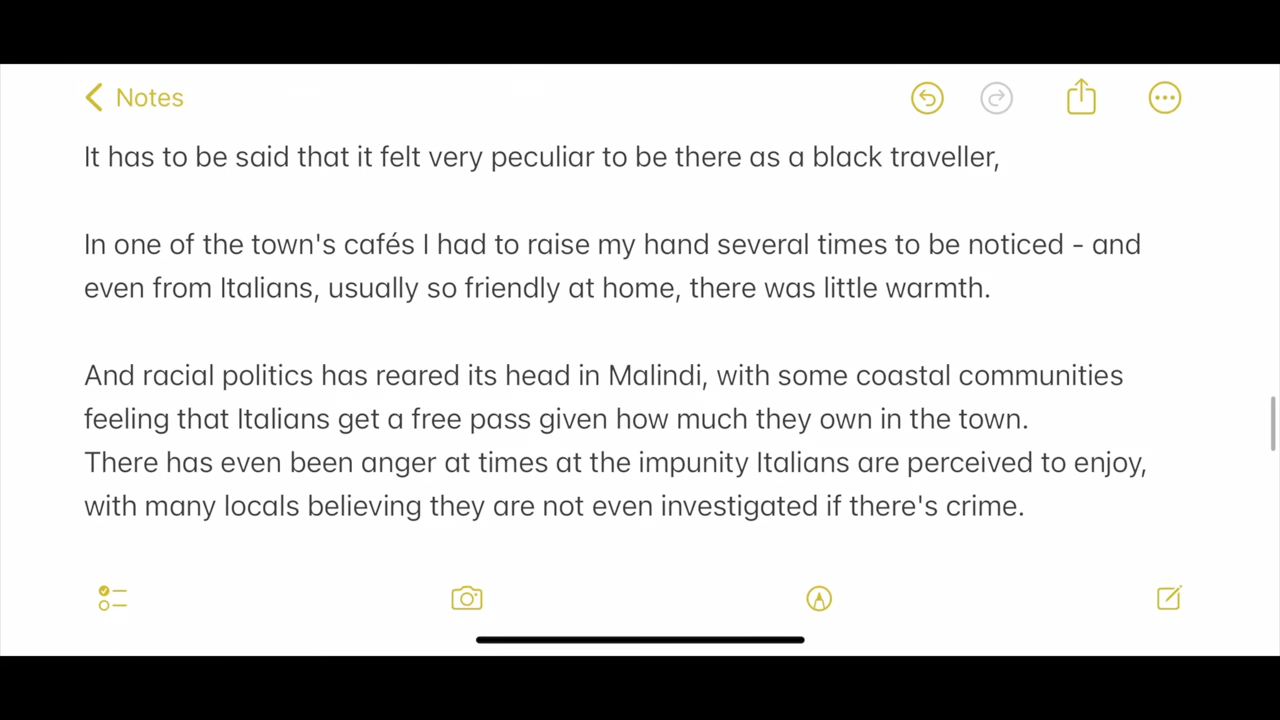 Notes
It has to be said that it felt very peculiar to be there as a black traveller,
In one of the town's cafés I had to raise my hand several times to be noticed - and
even from Italians, usually so friendly at home, there was little warmth.
And racial politics has reared its head in Malindi, with some coastal communities
feeling that Italians get a free pass given how much they own in the town.
There has even been anger at times at the impunity Italians are perceived to enjoy,
with many locals believing they are not even investigated if there's crime.